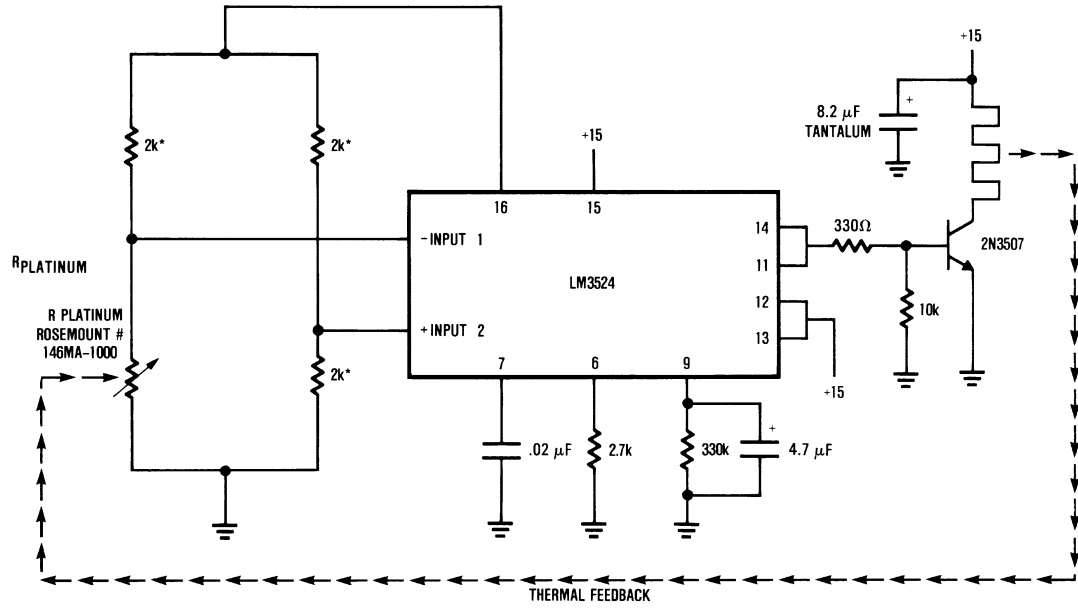 +15
8.2 μF
TANTALUM
2k*
2k*
+15
16
15
-INPUT 1
14
330Ω
2N3507
11
RPLATINUM
LM3524
R PLATINUM
ROSEMOUNT #
146MA-1000
12
10k
+INPUT 2
13
2k*
7
6
9
+15
.02 μF
2.7k
330k
4.7 μF
THERMAL FEEDBACK